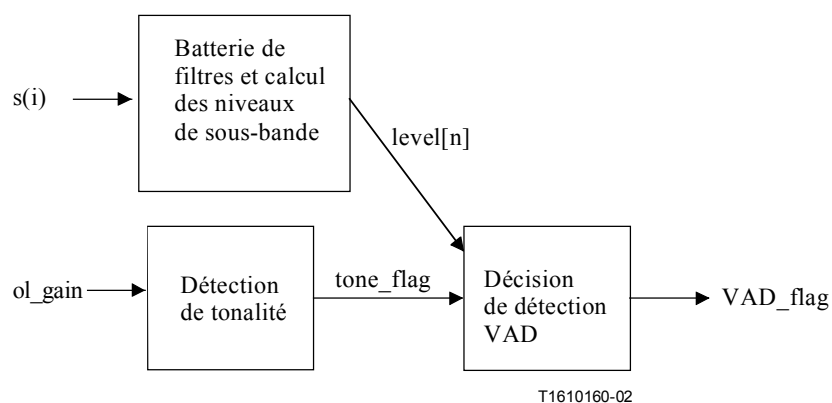 Batterie de
filtres et calcul
des niveaux
de sous-bande
s(i)
level[n]
ol_gain
Détection
de tonalité
tone_flag
Décision
de détection
VAD
VAD_flag
T1610160-02